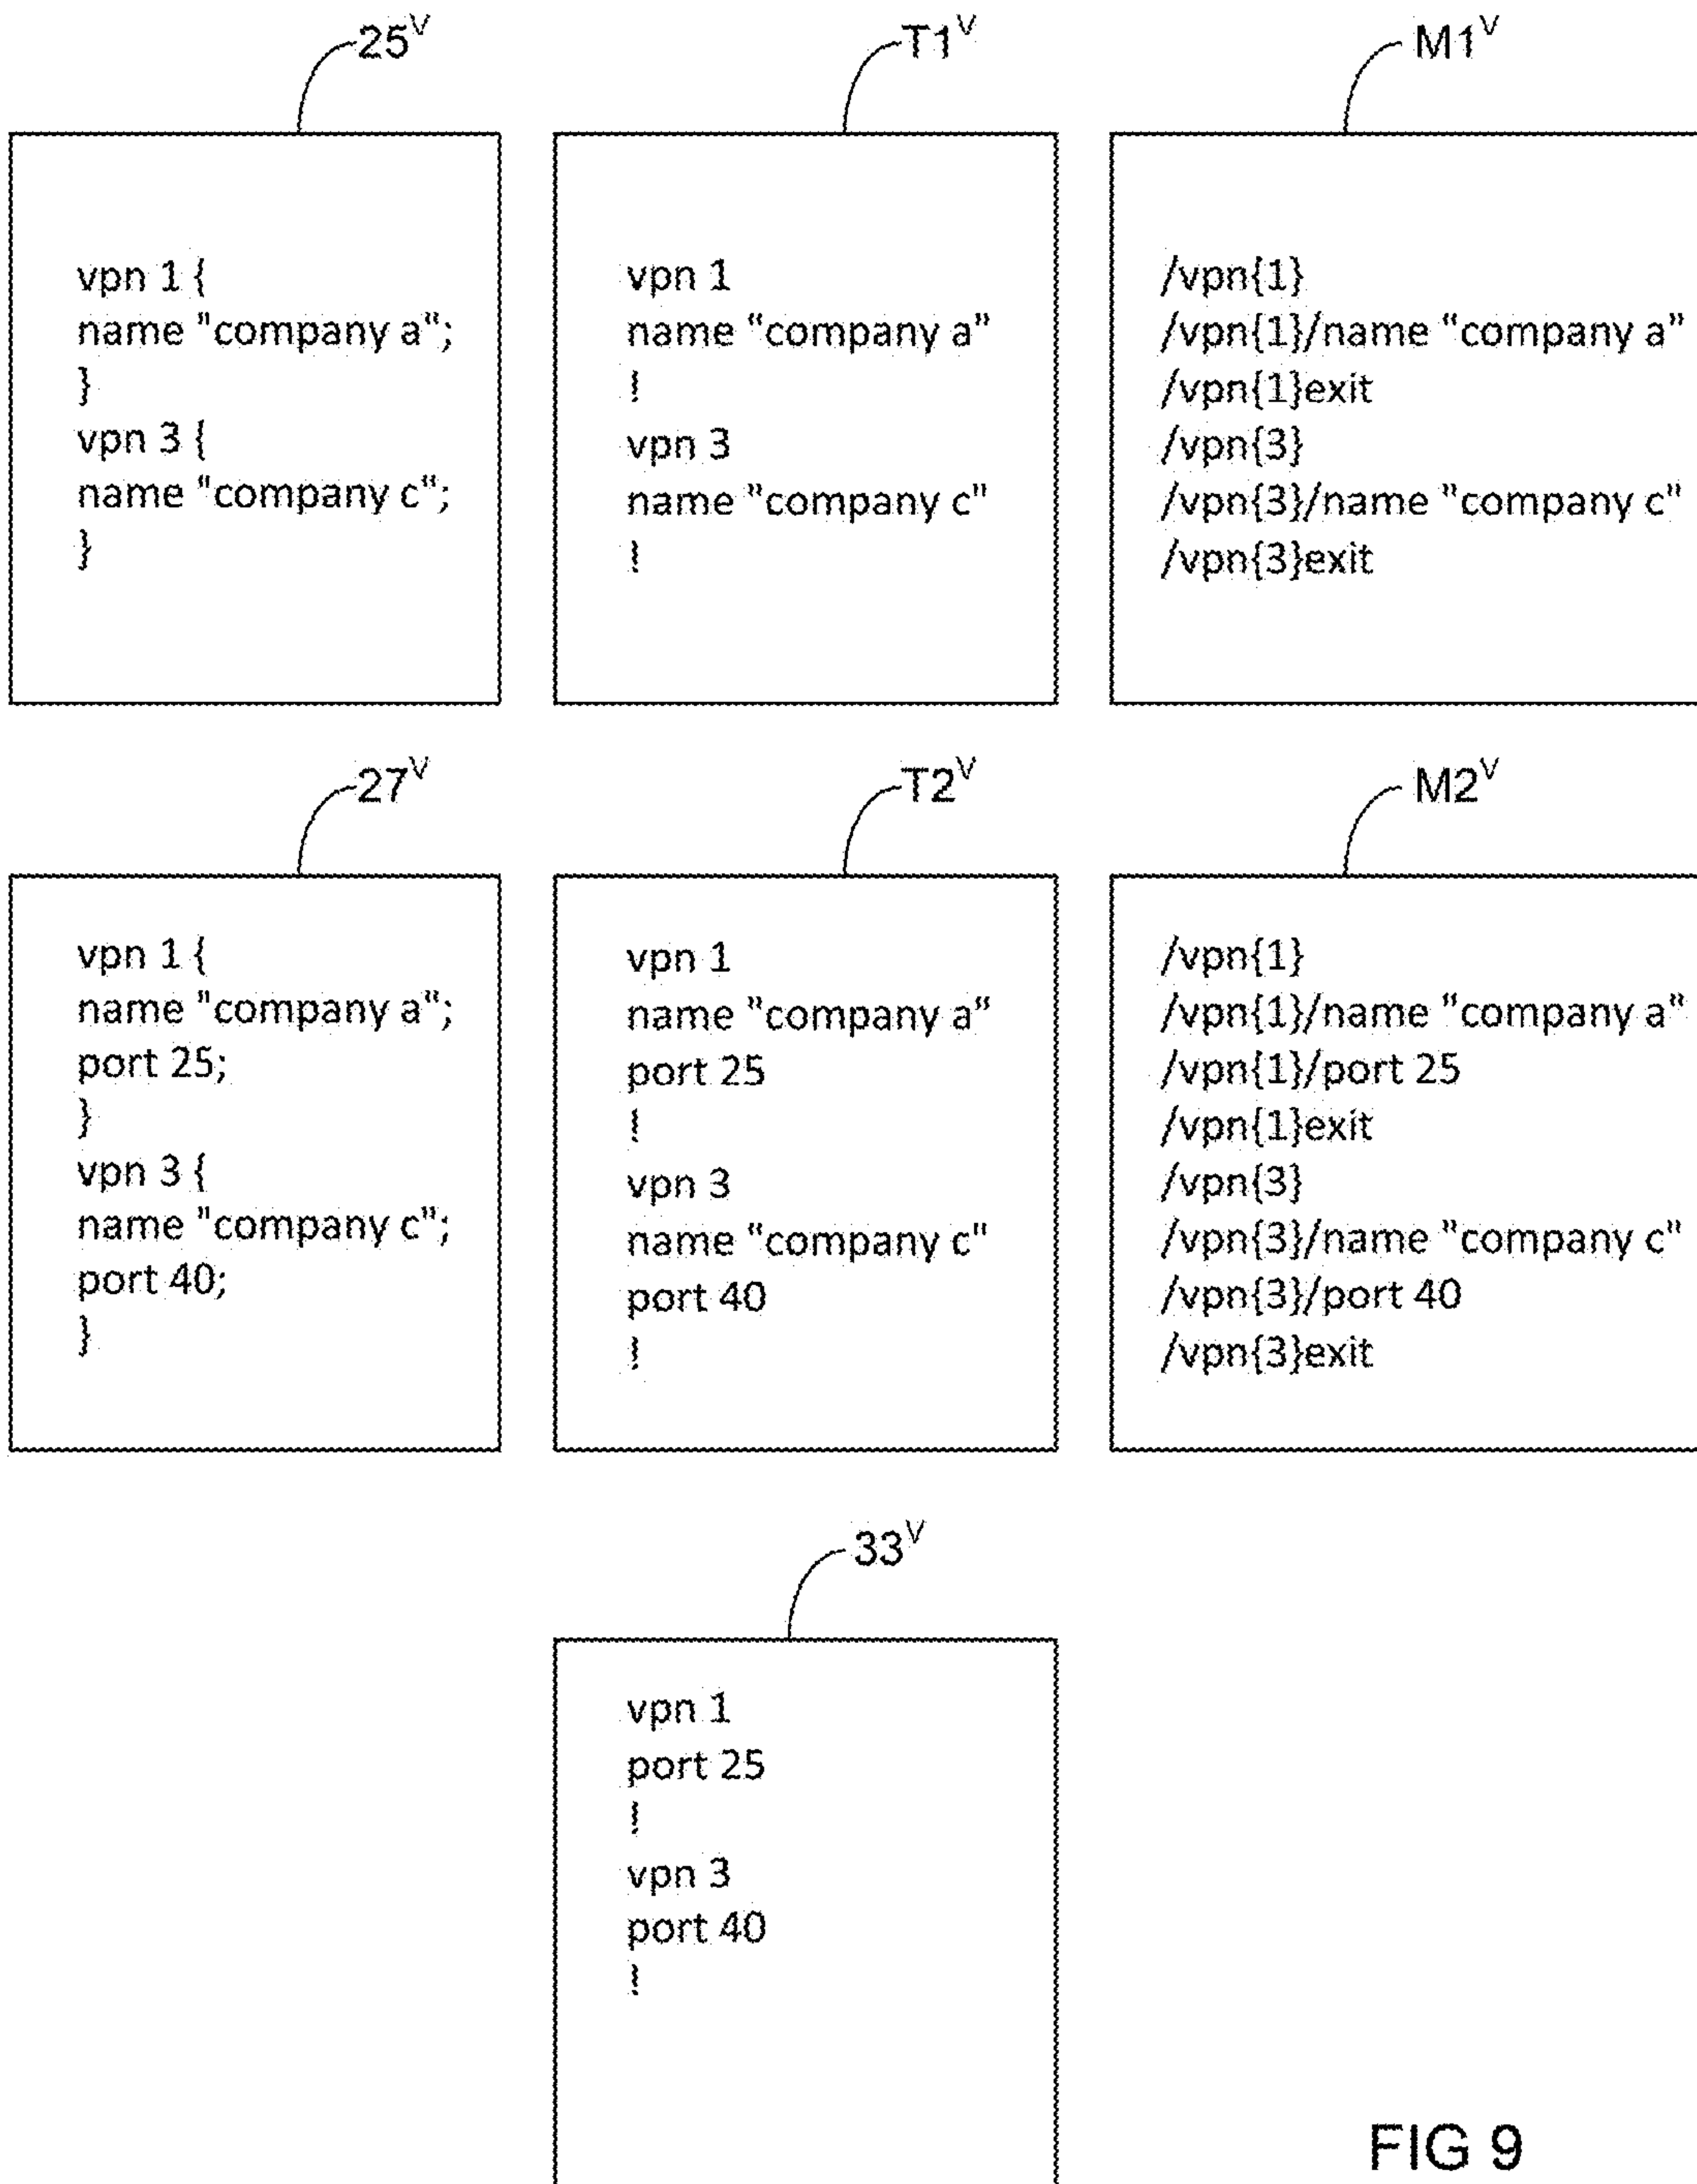 25ⱽ
vpn 1 {
name "company a";
}
vpn 3 {
name "company c";
}
T1ⱽ
vpn 1
name "company a"
!
vpn 3
name "company c"
!
M1ⱽ
/vpn{1}
/vpn{1}/name "company a"
/vpn{1}exit
/vpn{3}
/vpn{3}/name "company c"
/vpn{3}exit
27ⱽ
vpn 1 {
name "company a";
port 25;
}
vpn 3 {
name "company c";
port 40;
}
T2ⱽ
vpn 1
name "company a"
port 25
!
vpn 3
name "company c"
port 40
!
M2ⱽ
/vpn{1}
/vpn{1}/name "company a"
/vpn{1}/port 25
/vpn{1}exit
/vpn{3}
/vpn{3}/name "company c"
/vpn{3}/port 40
/vpn{3}exit
33ⱽ
vpn 1
port 25
!
vpn 3
port 40
!
FIG 9